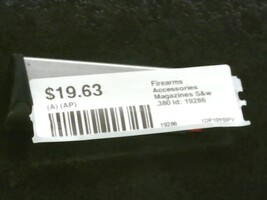 $19.63
(A) (AP)
Firearms
Accessories
Magazines S&w
.380 Id: 19286
19286